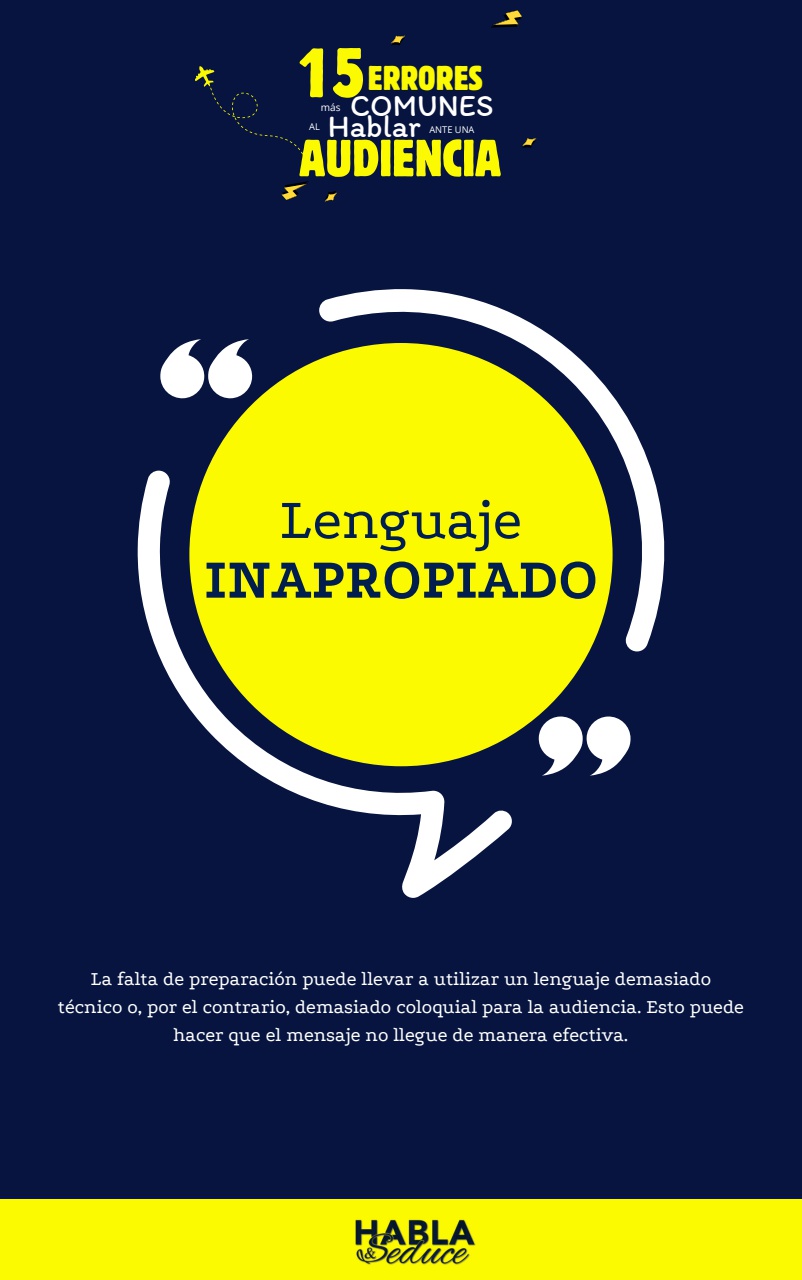 15 ERRORES
más COMUNES
AL Hablar ANTE UNA
AUDIENCIA
Lenguaje
INAPROPIADO
La falta de preparación puede llevar a utilizar un lenguaje demasiado
técnico o, por el contrario, demasiado coloquial para la audiencia. Esto puede
hacer que el mensaje no llegue de manera efectiva.
HABLA
&Seduce